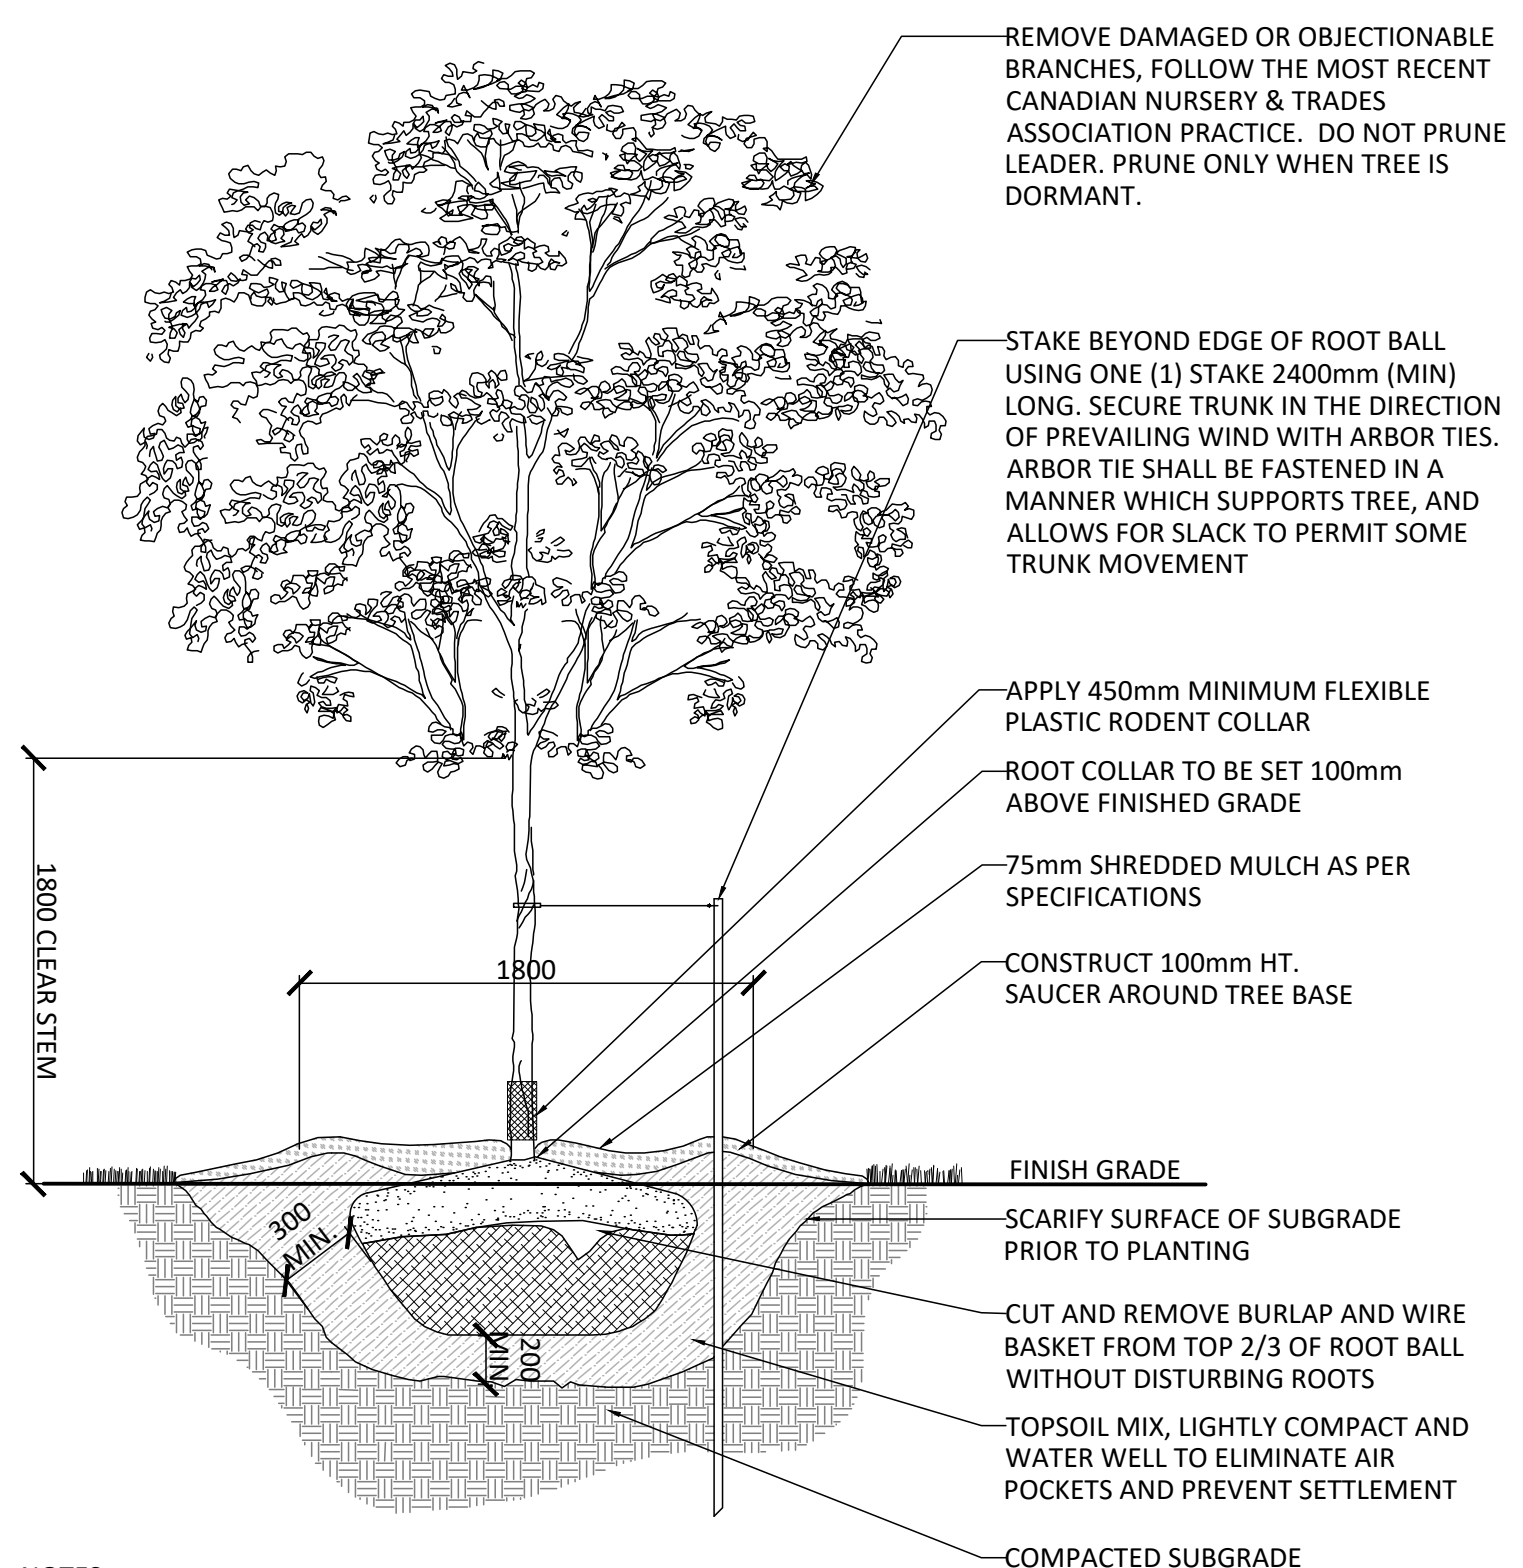 REMOVE DAMAGED OR OBJECTIONABLE
BRANCHES, FOLLOW THE MOST RECENT
CANADIAN NURSERY & TRADES
ASSOCIATION PRACTICE.  DO NOT PRUNE
LEADER. PRUNE ONLY WHEN TREE IS
DORMANT.
STAKE BEYOND EDGE OF ROOT BALL
USING ONE (1) STAKE 2400mm (MIN)
LONG. SECURE TRUNK IN THE DIRECTION
OF PREVAILING WIND WITH ARBOR TIES.
ARBOR TIE SHALL BE FASTENED IN A
MANNER WHICH SUPPORTS TREE, AND
ALLOWS FOR SLACK TO PERMIT SOME
TRUNK MOVEMENT
APPLY 450mm MINIMUM FLEXIBLE
PLASTIC RODENT COLLAR
ROOT COLLAR TO BE SET 100mm
ABOVE FINISHED GRADE
75mm SHREDDED MULCH AS PER
SPECIFICATIONS
CONSTRUCT 100mm HT.
SAUCER AROUND TREE BASE
1800 CLEAR STEM
1800
FINISH GRADE
SCARIFY SURFACE OF SUBGRADE
PRIOR TO PLANTING
300
MIN.
CUT AND REMOVE BURLAP AND WIRE
BASKET FROM TOP 2/3 OF ROOT BALL
WITHOUT DISTURBING ROOTS
200
MIN.
TOPSOIL MIX, LIGHTLY COMPACT AND
WATER WELL TO ELIMINATE AIR
POCKETS AND PREVENT SETTLEMENT
COMPACTED SUBGRADE